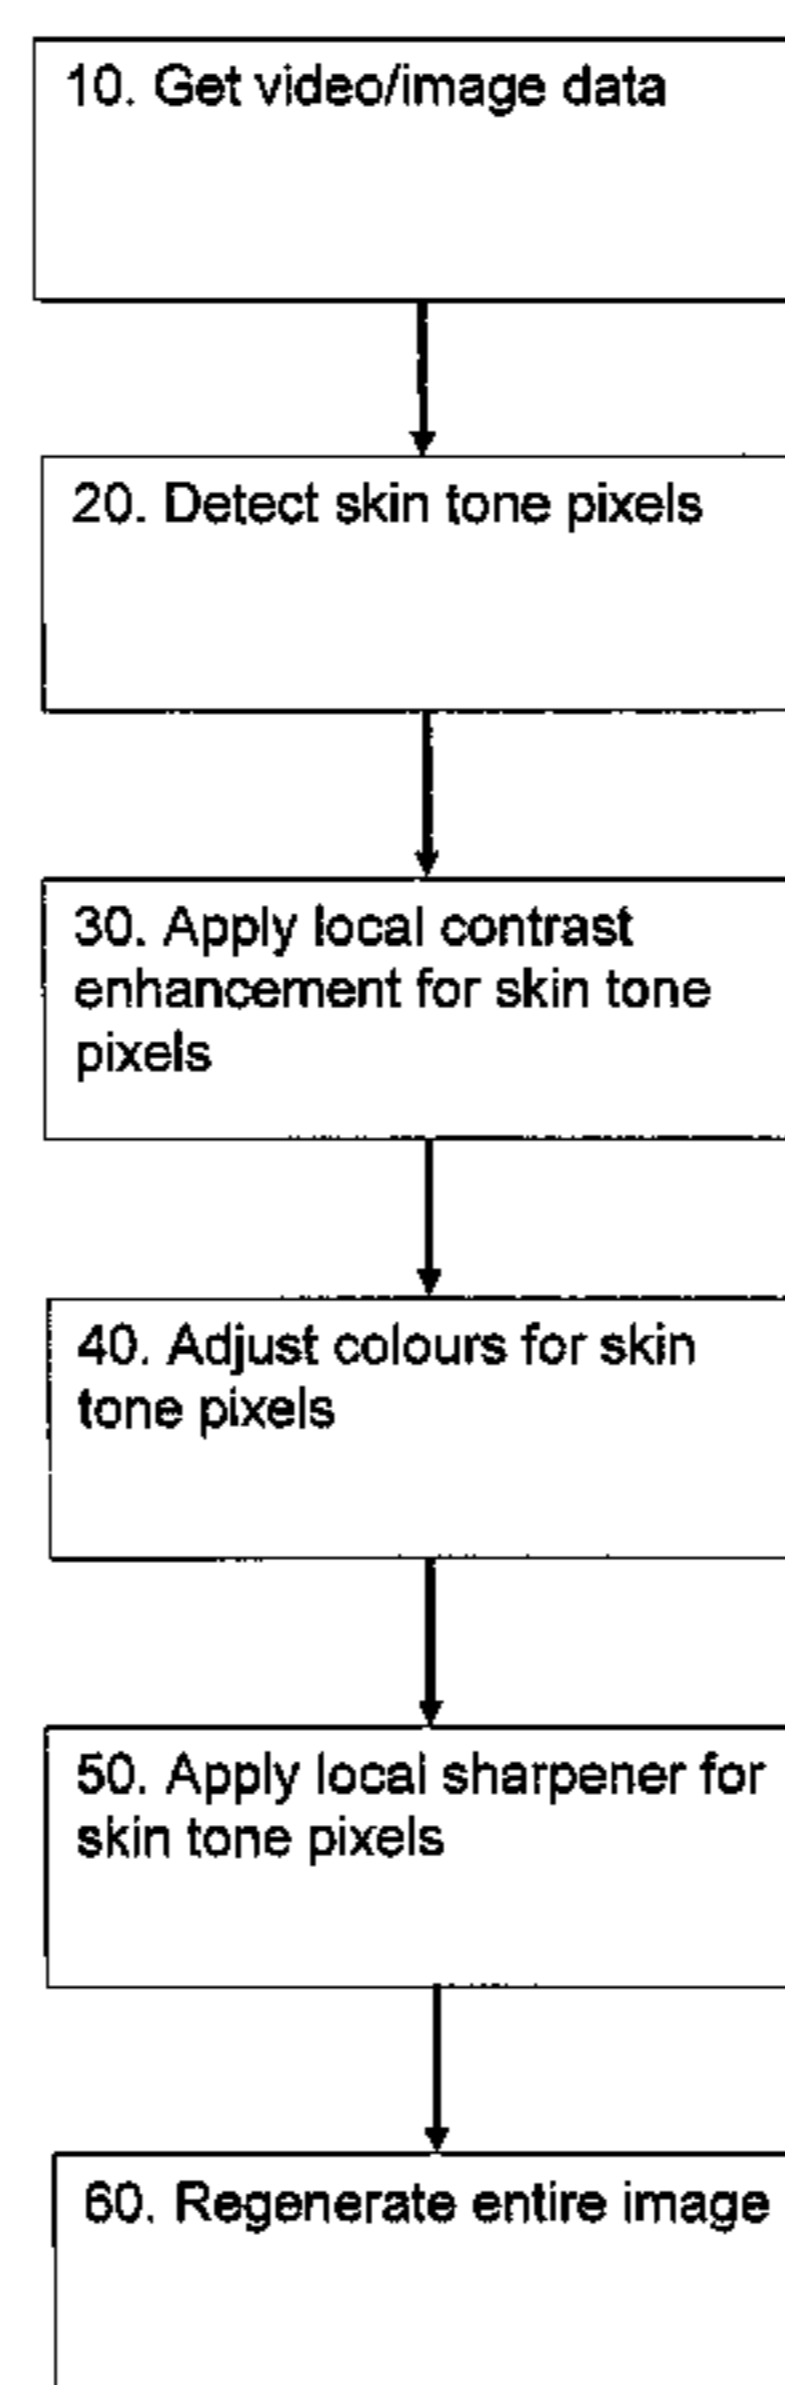 10. Get video/image data
20. Detect skin tone pixels
30. Apply local contrast
enhancement for skin tone
pixels
40. Adjust colours for skin
tone pixels
50. Apply local sharpener for
skin tone pixels
60. Regenerate entire image